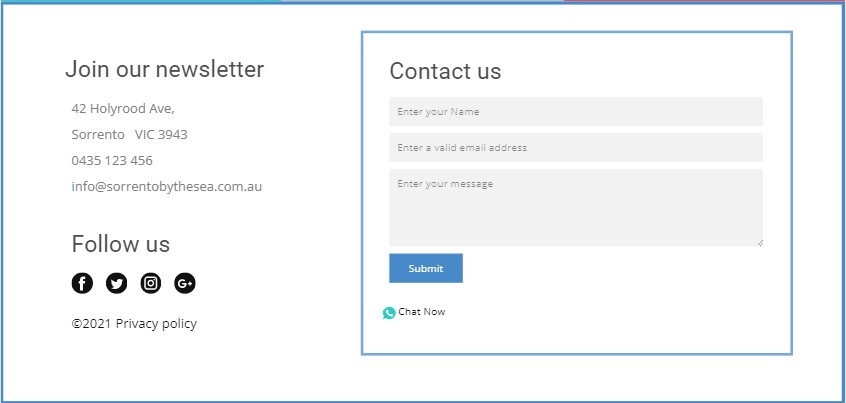 Join our newsletter
42 Holyrood Ave,
Sorrento VIC 3943
0435 123 456
info@sorrentobythesea.com.au
Follow us
©2021 Privacy policy
Contact us
Enter your Name
Enter a valid email address
Enter your message
Submit
Chat Now